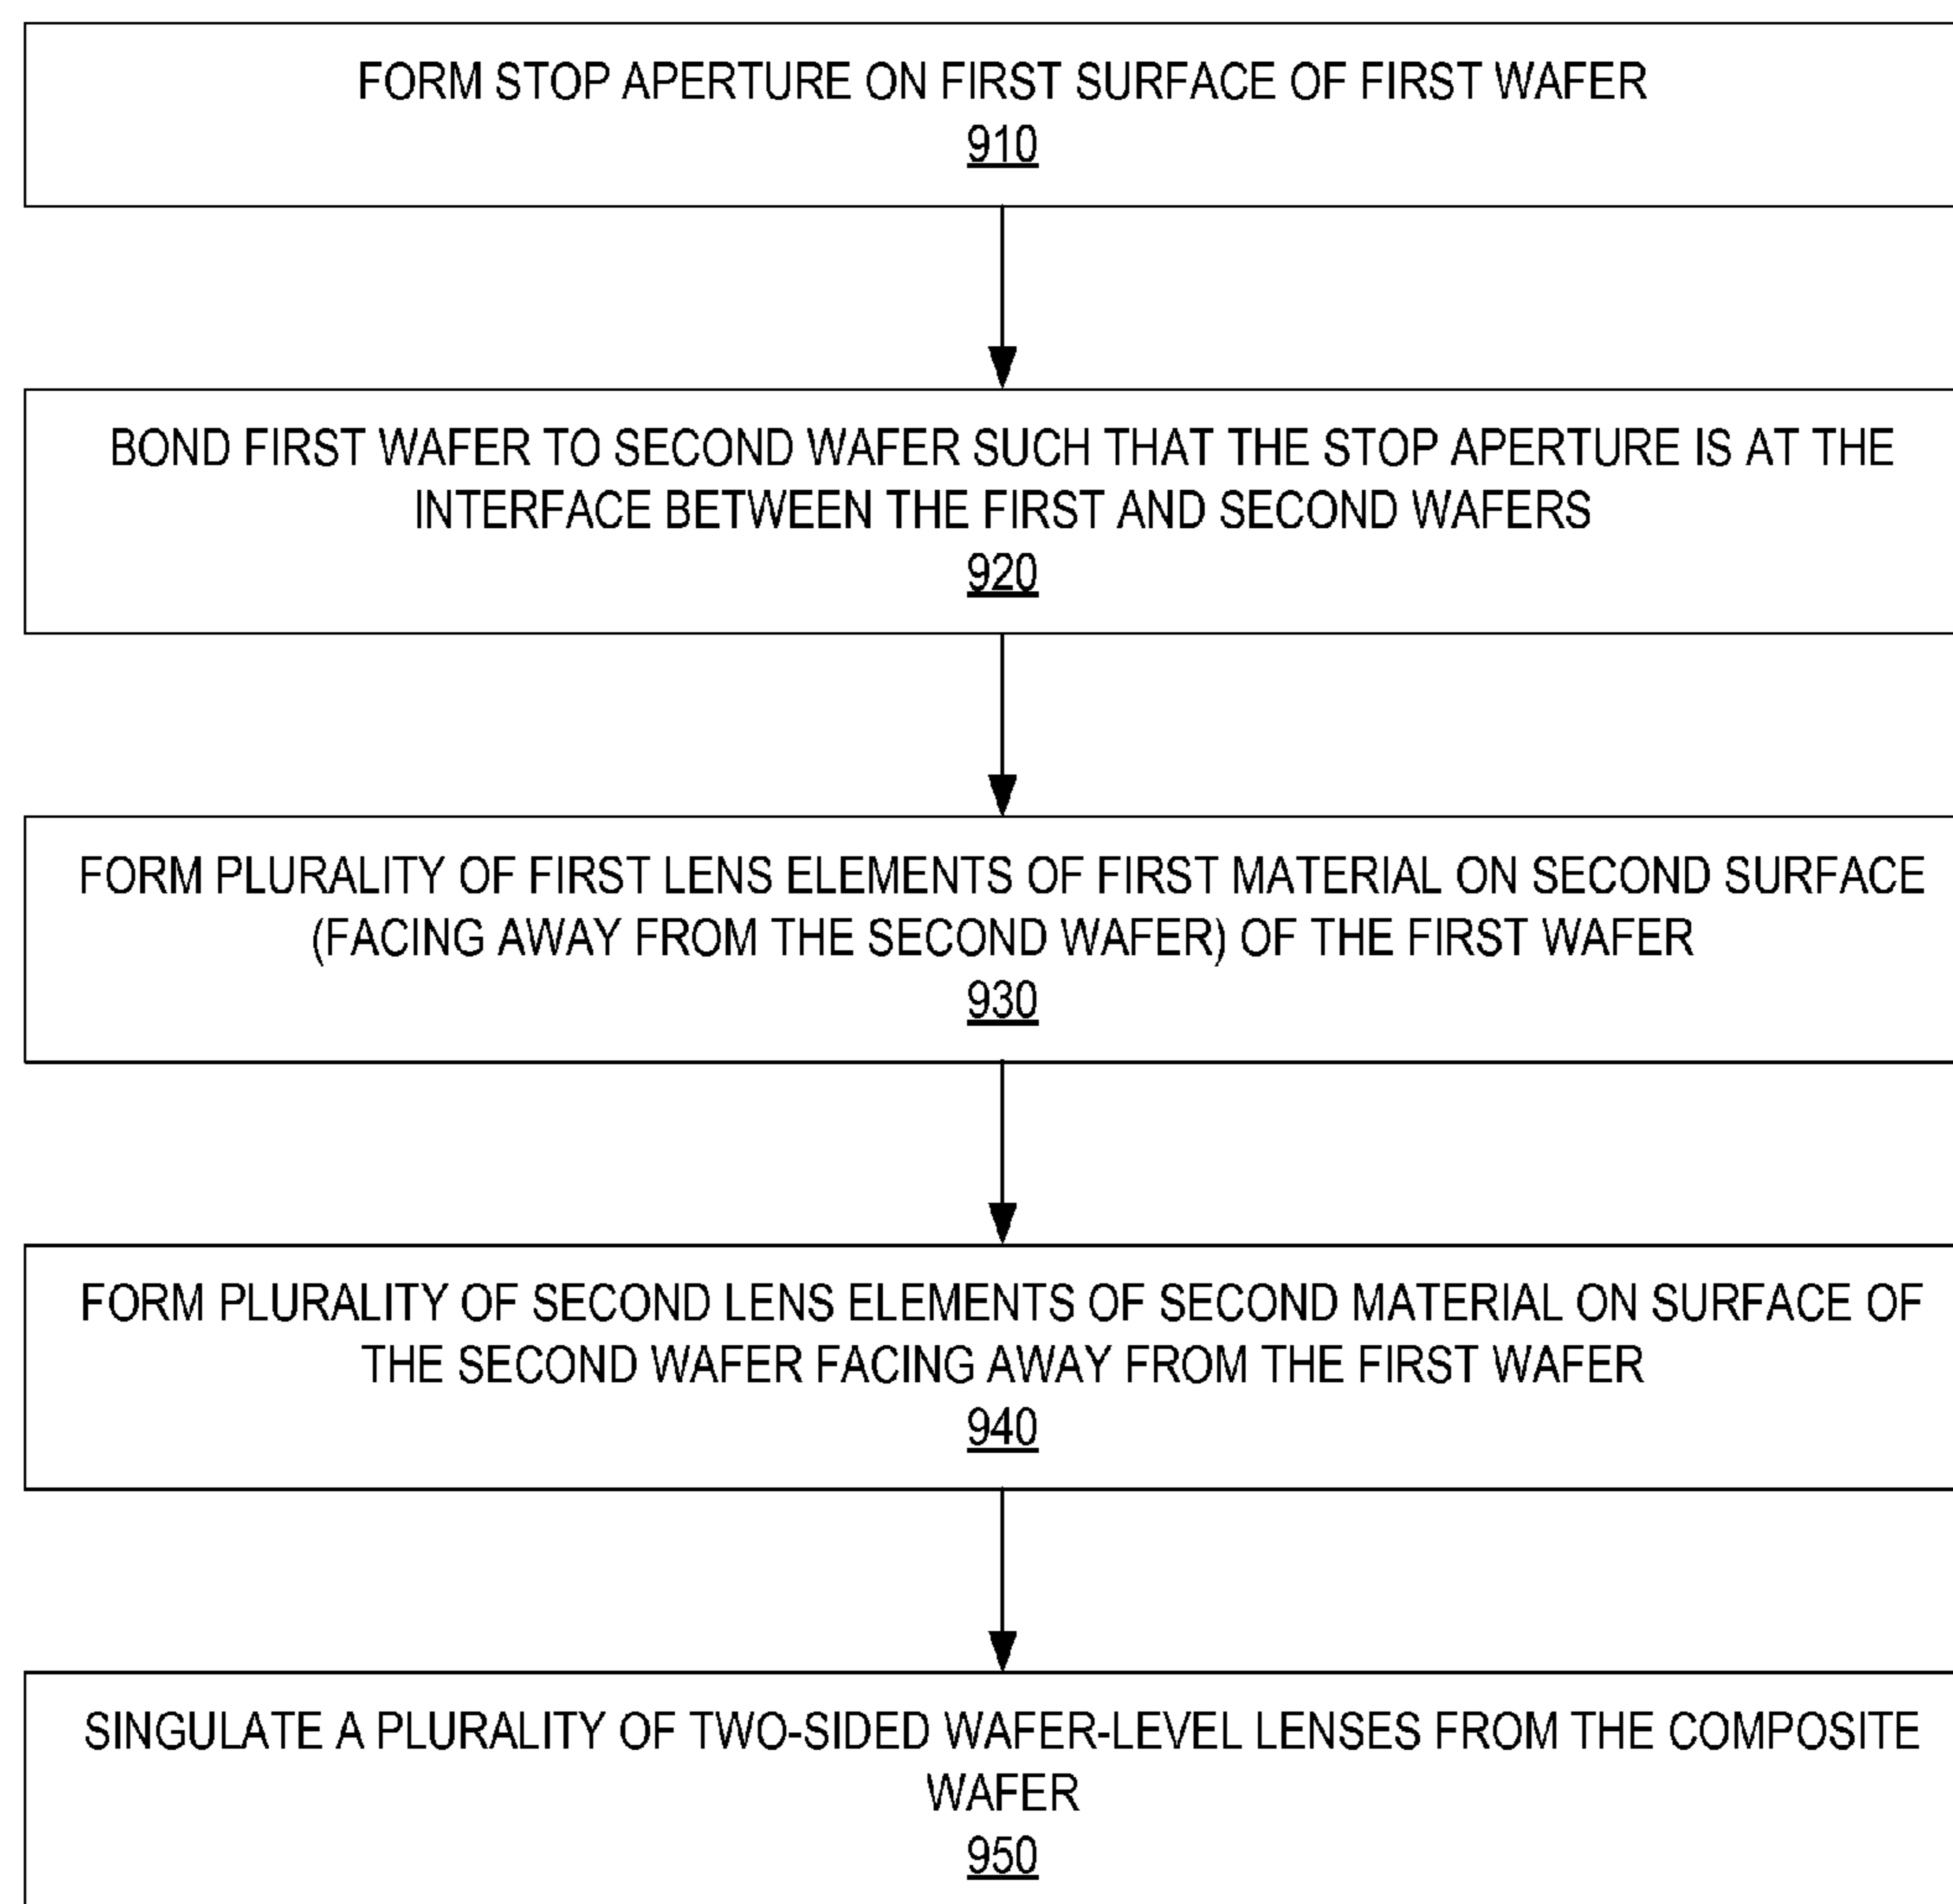 FORM STOP APERTURE ON FIRST SURFACE OF FIRST WAFER
910
BOND FIRST WAFER TO SECOND WAFER SUCH THAT THE STOP APERTURE IS AT THE
INTERFACE BETWEEN THE FIRST AND SECOND WAFERS
920
FORM PLURALITY OF FIRST LENS ELEMENTS OF FIRST MATERIAL ON SECOND SURFACE
(FACING AWAY FROM THE SECOND WAFER) OF THE FIRST WAFER
930
FORM PLURALITY OF SECOND LENS ELEMENTS OF SECOND MATERIAL ON SURFACE OF
THE SECOND WAFER FACING AWAY FROM THE FIRST WAFER
940
SINGULATE A PLURALITY OF TWO-SIDED WAFER-LEVEL LENSES FROM THE COMPOSITE
WAFER
950